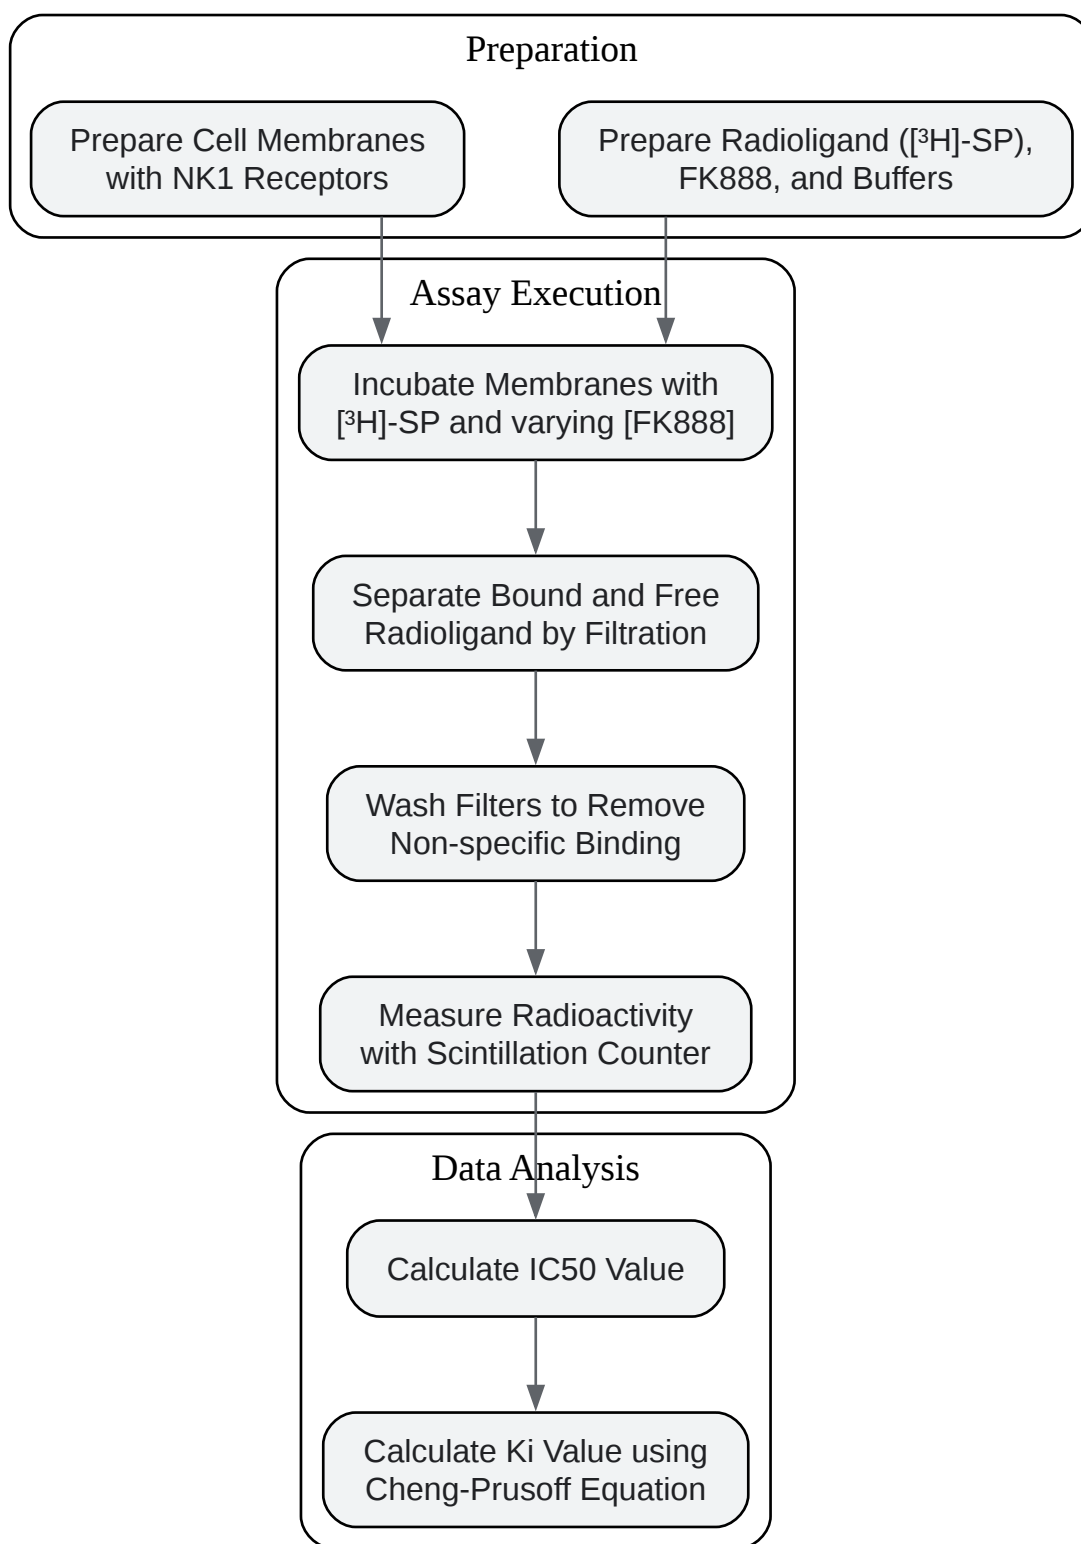 Preparation
Prepare Cell Membranes
with NK1 Receptors
Prepare Radioligand ([³H]-SP),
FK888, and Buffers
Assay Execution
Incubate Membranes with
[³H]-SP and varying [FK888]
Separate Bound and Free
Radioligand by Filtration
Wash Filters to Remove
Non-specific Binding
Measure Radioactivity
with Scintillation Counter
Data Analysis
Calculate IC50 Value
Calculate Ki Value using
Cheng-Prusoff Equation